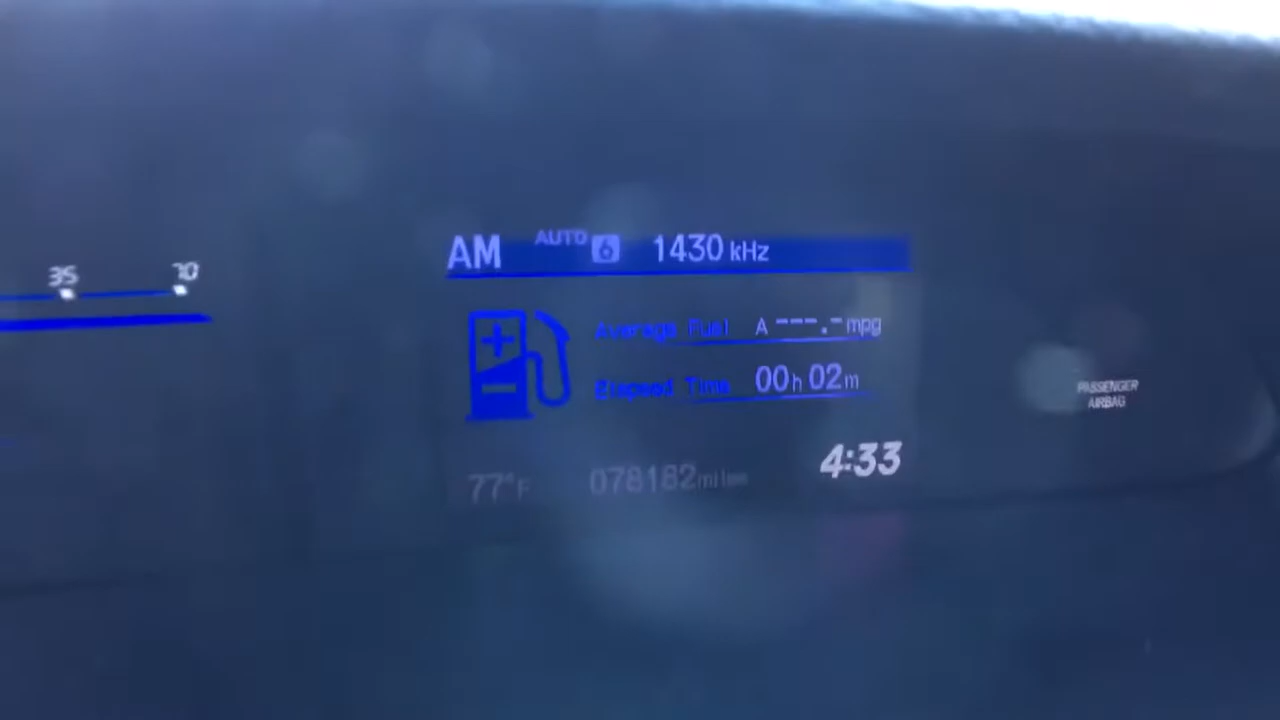 AM AUTO 6 1430 kHz
35 70
Average Fuel A ---.- mpg
Elapsed Time 00h 02m
PASSENGER
AIRBAG
77°F 078182 miles 4:33